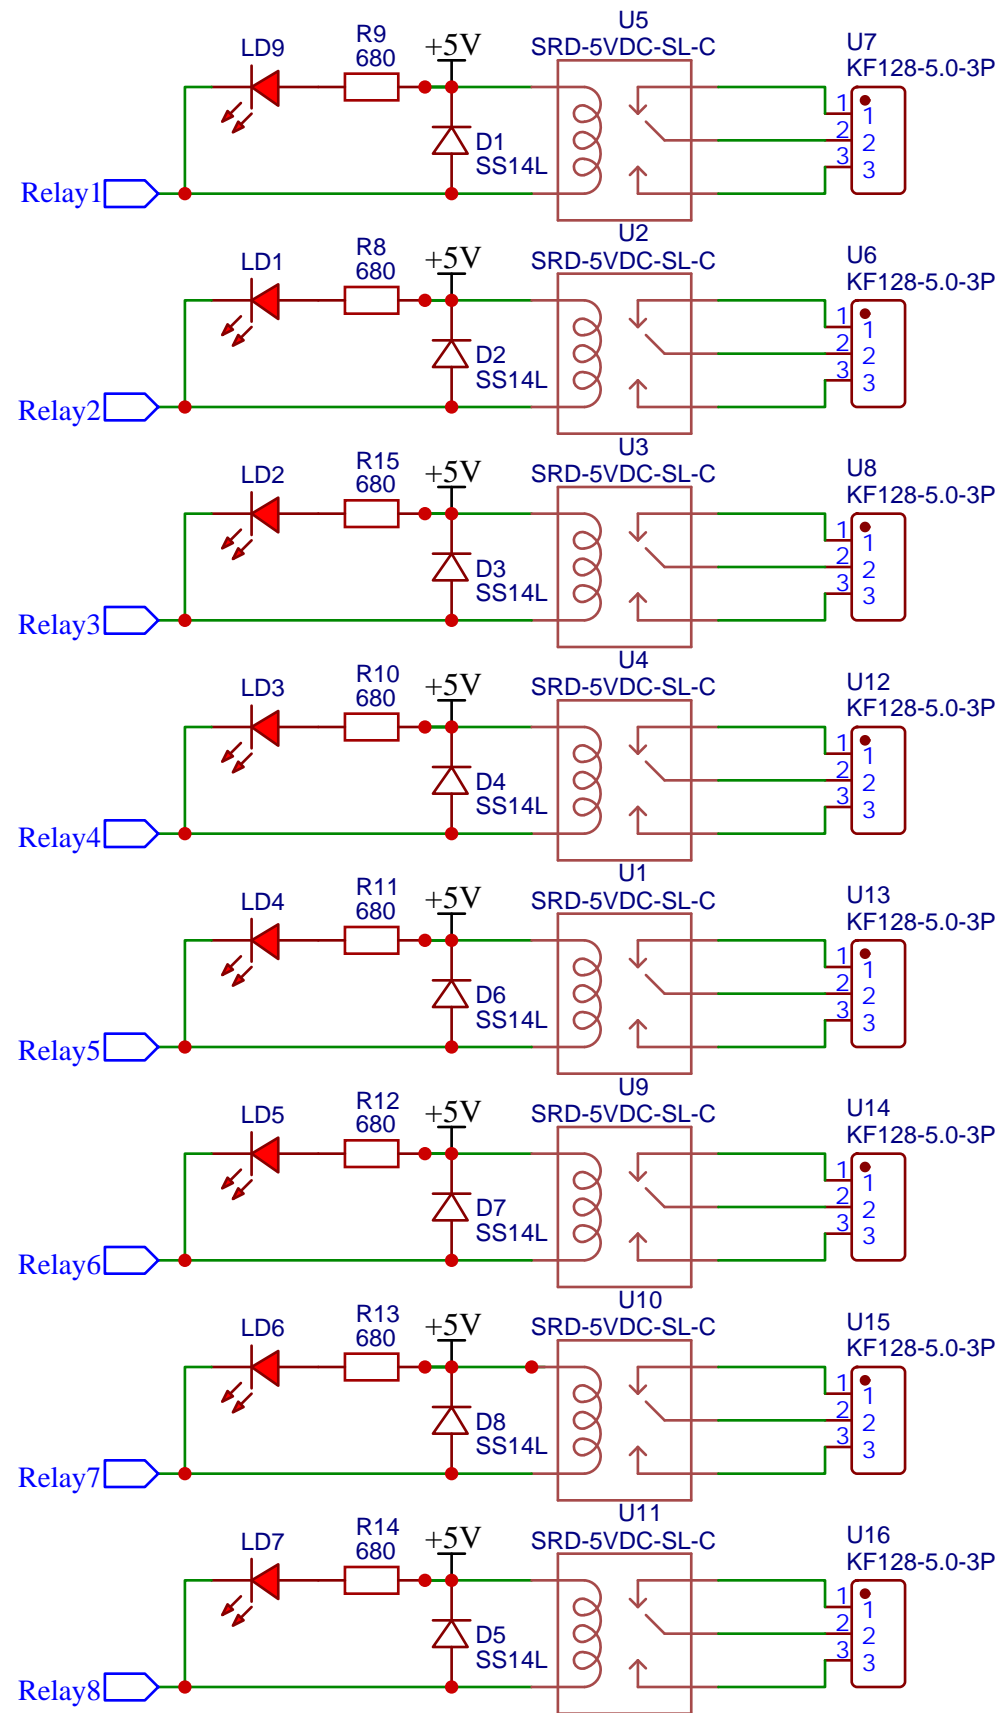 LD9
R9
680
+5V
U5
SRD-5VDC-SL-C
U7
KF128-5.0-3P
D1
SS14L
1
2
3
1
2
3
Relay1
LD1
R8
680
+5V
U2
SRD-5VDC-SL-C
U6
KF128-5.0-3P
D2
SS14L
1
2
3
1
2
3
Relay2
LD2
R15
680
+5V
U3
SRD-5VDC-SL-C
U8
KF128-5.0-3P
D3
SS14L
1
2
3
1
2
3
Relay3
LD3
R10
680
+5V
U4
SRD-5VDC-SL-C
U12
KF128-5.0-3P
D4
SS14L
1
2
3
1
2
3
Relay4
LD4
R11
680
+5V
U1
SRD-5VDC-SL-C
U13
KF128-5.0-3P
D6
SS14L
1
2
3
1
2
3
Relay5
LD5
R12
680
+5V
U9
SRD-5VDC-SL-C
U14
KF128-5.0-3P
D7
SS14L
1
2
3
1
2
3
Relay6
LD6
R13
680
+5V
U10
SRD-5VDC-SL-C
U15
KF128-5.0-3P
D8
SS14L
1
2
3
1
2
3
Relay7
LD7
R14
680
+5V
U11
SRD-5VDC-SL-C
U16
KF128-5.0-3P
D5
SS14L
1
2
3
1
2
3
Relay8